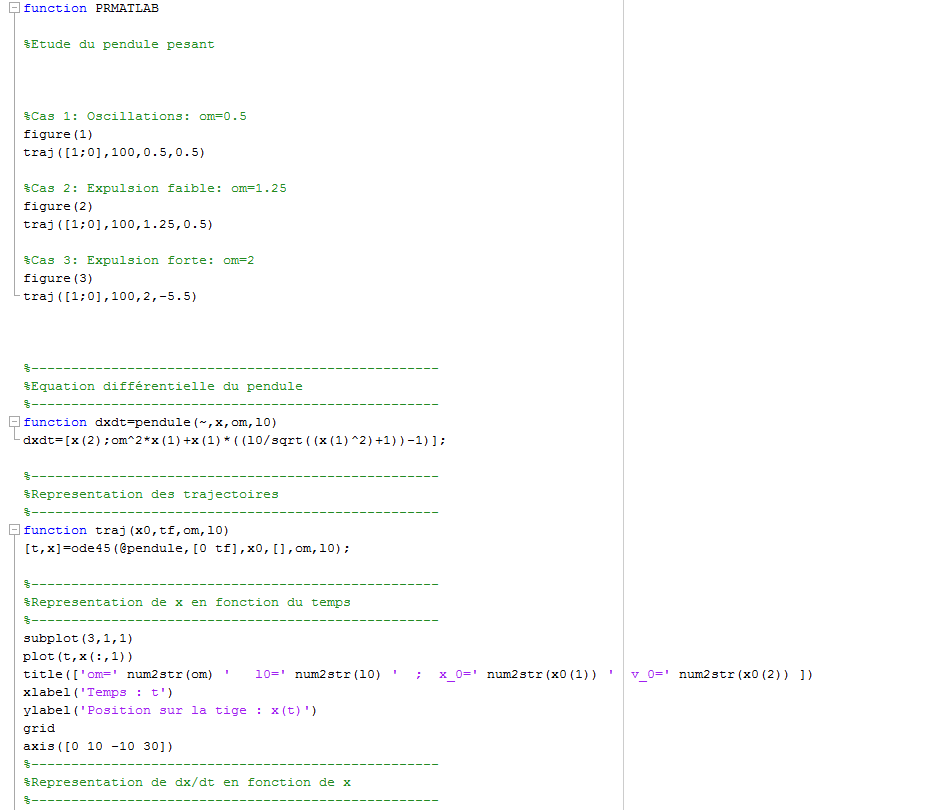 function PRMATLAB
%Etude du pendule pesant
%Cas 1: Oscillations: om=0.5
figure(1)
traj([1;0],100,0.5,0.5)
%Cas 2: Expulsion faible: om=1.25
figure(2)
traj([1;0],100,1.25,0.5)
%Cas 3: Expulsion forte: om=2
figure(3)
traj([1;0],100,2,-5.5)
%---------------------------------------------------
%Equation différentielle du pendule
%---------------------------------------------------
function dxdt=pendule(~,x,om,l0)
dxdt=[x(2);om^2*x(1)+x(1)*((l0/sqrt((x(1)^2)+1))-1)];
%---------------------------------------------------
%Representation des trajectoires
%---------------------------------------------------
function traj(x0,tf,om,l0)
[t,x]=ode45(@pendule,[0 tf],x0,[],om,l0);
%---------------------------------------------------
%Representation de x en fonction du temps
%---------------------------------------------------
subplot(3,1,1)
plot(t,x(:,1))
title(['om=' num2str(om) '   l0=' num2str(l0) '  ;  x_0=' num2str(x0(1)) '  v_0=' num2str(x0(2)) ])
xlabel('Temps : t')
ylabel('Position sur la tige : x(t)')
grid
axis([0 10 -10 30])
%---------------------------------------------------
%Representation de dx/dt en fonction de x
%---------------------------------------------------